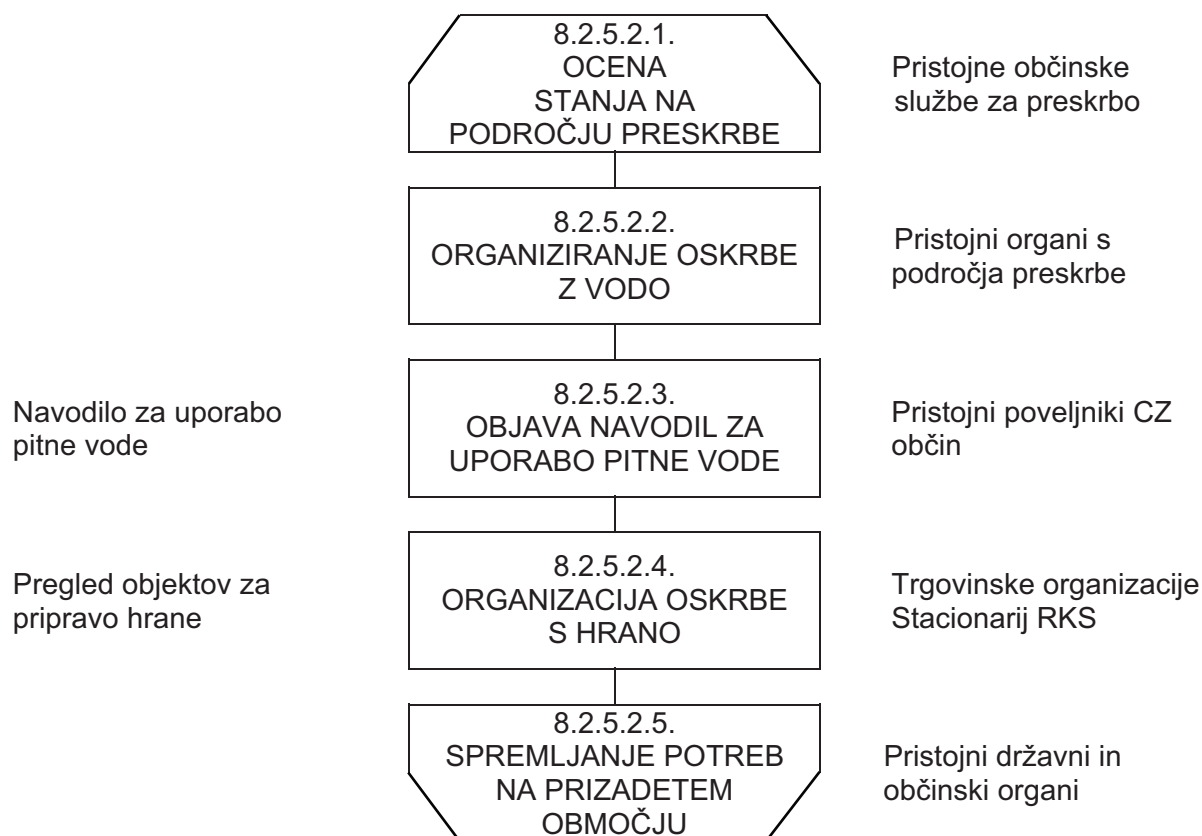 8.2.5.2.1.
OCENA
STANJA NA
PODROČJU PRESKRBE
Pristojne občinske
službe za preskrbo
8.2.5.2.2.
ORGANIZIRANJE OSKRBE
Z VODO
Pristojni organi s
področja preskrbe
Navodilo za uporabo
pitne vode
8.2.5.2.3.
OBJAVA NAVODIL ZA
UPORABO PITNE VODE
Pristojni poveljniki CZ
občin
Pregled objektov za
pripravo hrane
8.2.5.2.4.
ORGANIZACIJA OSKRBE
S HRANO
Trgovinske organizacije
Stacionarij RKS
8.2.5.2.5.
SPREMLJANJE POTREB
NA PRIZADETEM
OBMOČJU
Pristojni državni in
občinski organi